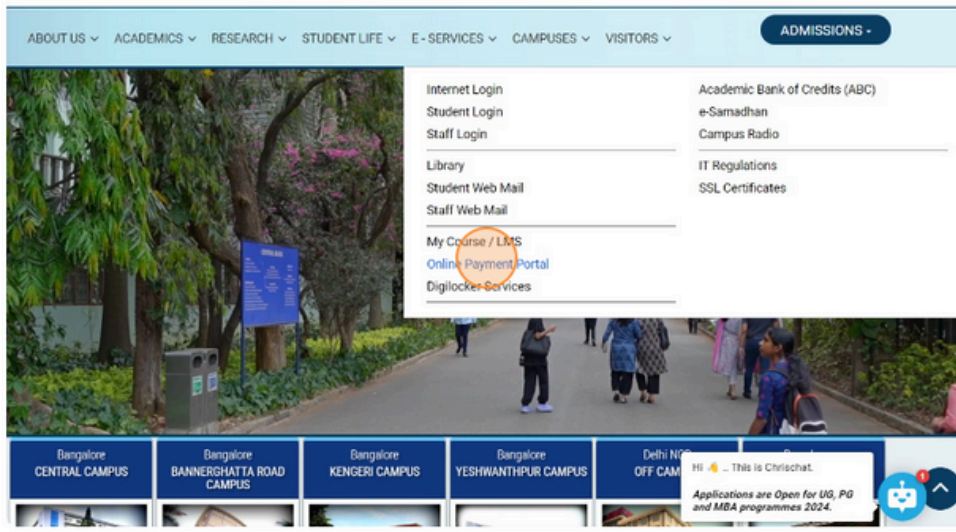 ABOUT US
ACADEMICS
RESEARCH
STUDENT LIFE
E - SERVICES
CAMPUSES
VISITORS
ADMISSIONS
Internet Login
Student Login
Staff Login
Library
Student Web Mail
Staff Web Mail
My Course / LMS
Online Payment Portal
Digilocker Services
Academic Bank of Credits (ABC)
e-Samadhan
Campus Radio
IT Regulations
SSL Certificates
Bangalore
CENTRAL CAMPUS
Bangalore
BANNERGHATTA ROAD
CAMPUS
Bangalore
KENGERI CAMPUS
Bangalore
YESHWANTHPUR CAMPUS
Delhi
OFF
Hi 👋 ... This is Chrischat.
Applications are Open for UG, PG
and MBA programmes 2024.
1